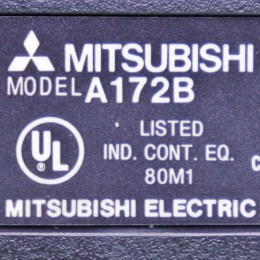 MITSUBISHI
MODEL A172B
UL LISTED
IND. CONT. EQ.
80M1
MITSUBISHI ELECTRIC